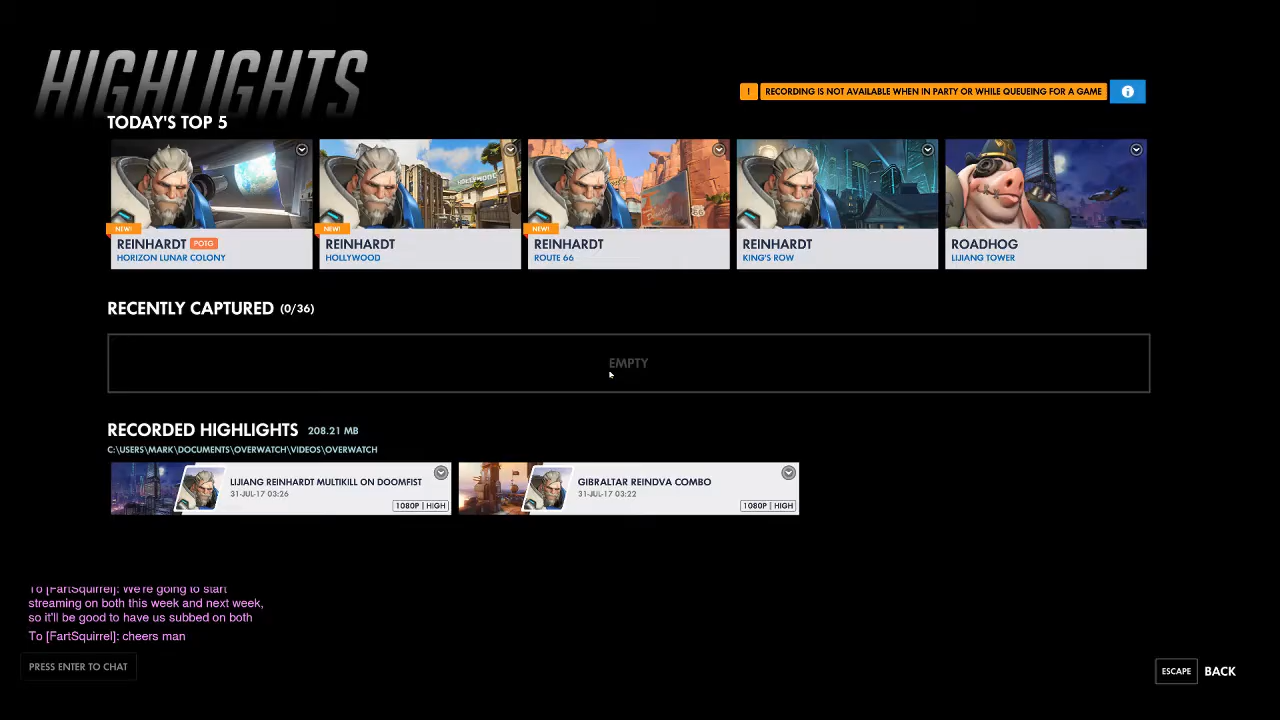 HIGHLIGHTS
! RECORDING IS NOT AVAILABLE WHEN IN PARTY OR WHILE QUEUEING FOR A GAME
TODAY'S TOP 5
NEW! NEW! NEW!
REINHARDT POTG REINHARDT REINHARDT REINHARDT ROADHOG
HORIZON LUNAR COLONY HOLLYWOOD ROUTE 66 KING'S ROW LIJIANG TOWER
RECENTLY CAPTURED (0/36)
EMPTY
RECORDED HIGHLIGHTS 208.21 MB
C:\USERS\MARK\DOCUMENTS\OVERWATCH\VIDEOS\OVERWATCH
LIJIANG REINHARDT MULTIKILL ON DOOMFIST GIBRALTAR REINDVA COMBO
31-JUL-17 03:26 31-JUL-17 03:22
1080P | HIGH 1080P | HIGH
To [FartSquirrel]: We're going to start
streaming on both this week and next week,
so it'll be good to have us subbed on both
To [FartSquirrel]: cheers man
PRESS ENTER TO CHAT
ESCAPE BACK